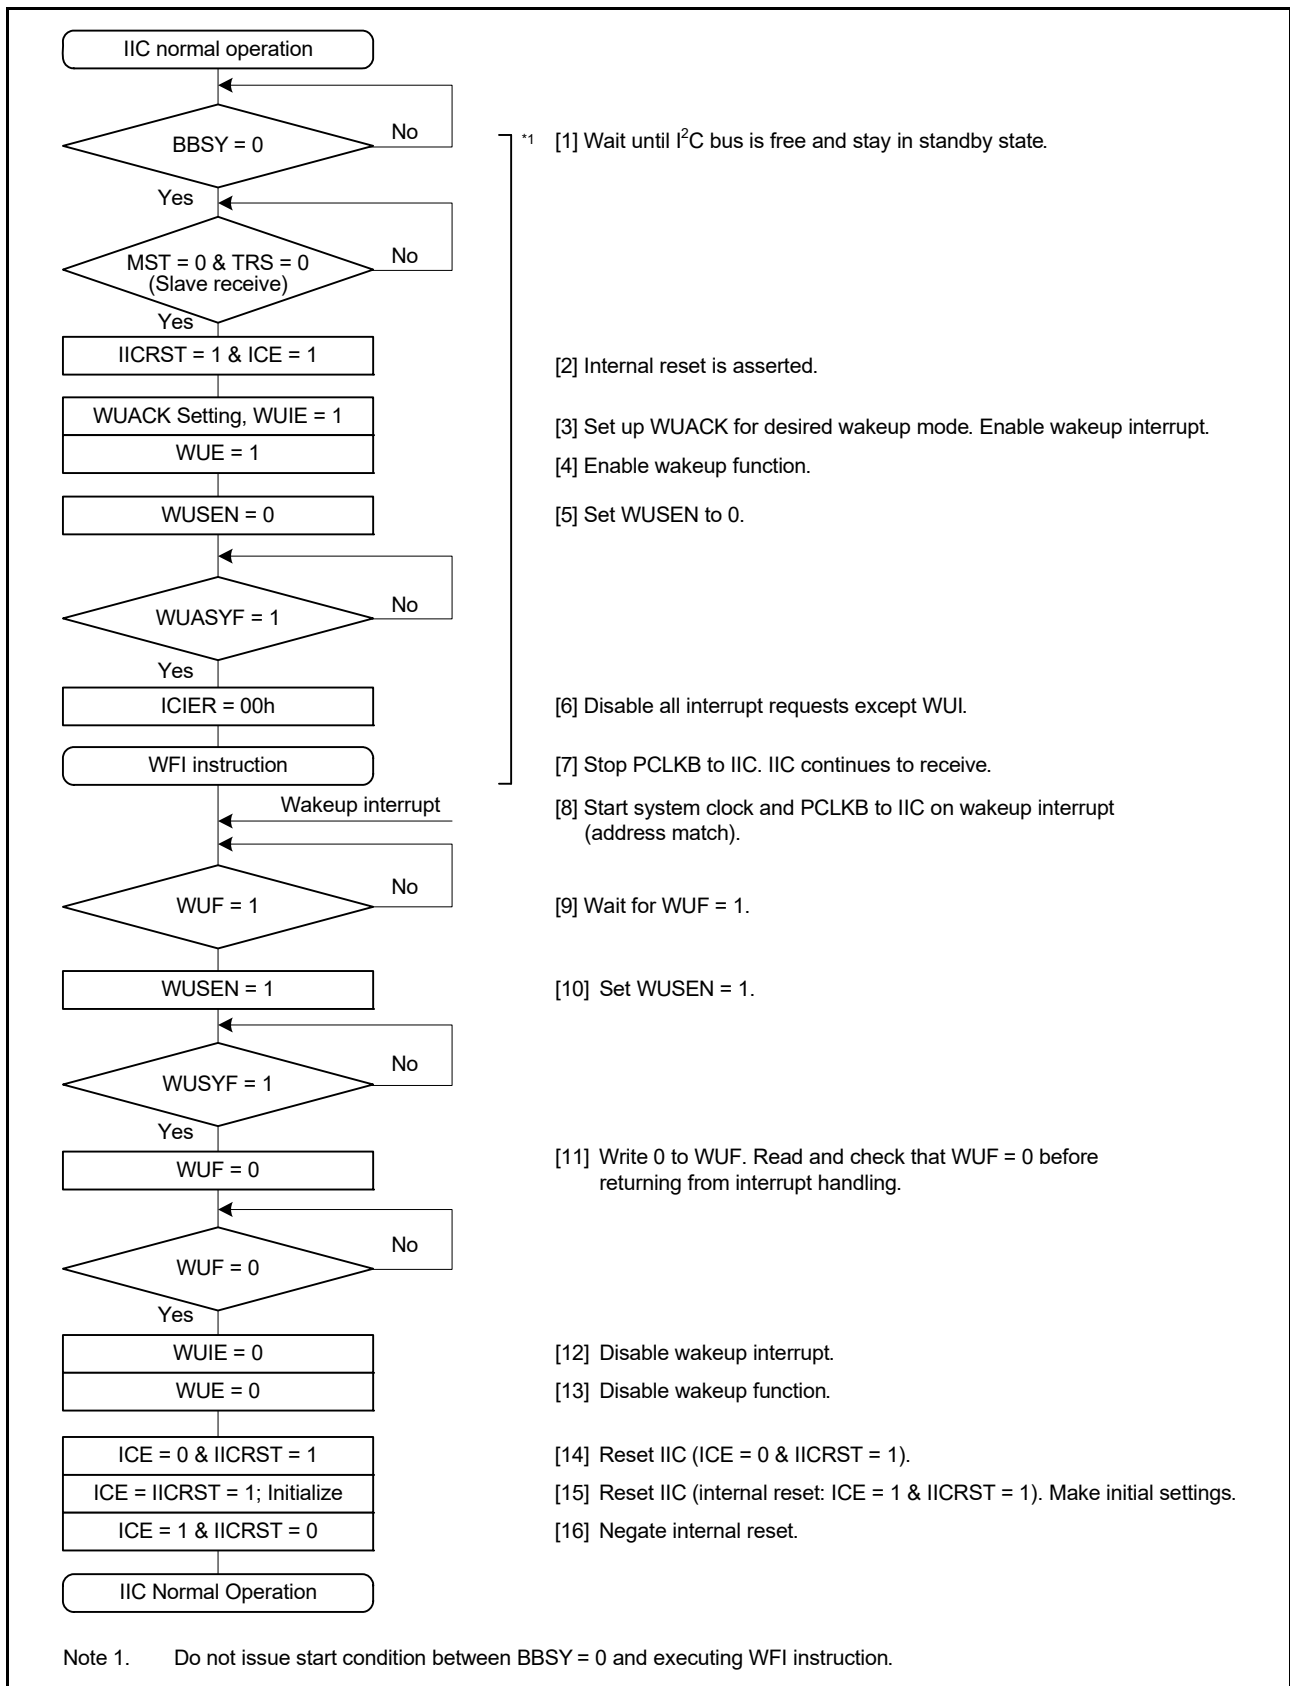 IIC normal operation
BBSY = 0
No
*1
[1] Wait until I²C bus is free and stay in standby state.
Yes
MST = 0 & TRS = 0
(Slave receive)
No
Yes
IICRST = 1 & ICE = 1
[2] Internal reset is asserted.
WUACK Setting, WUIE = 1
[3] Set up WUACK for desired wakeup mode. Enable wakeup interrupt.
WUE = 1
[4] Enable wakeup function.
WUSEN = 0
[5] Set WUSEN to 0.
WUASYF = 1
No
Yes
ICIER = 00h
[6] Disable all interrupt requests except WUI.
WFI instruction
[7] Stop PCLKB to IIC. IIC continues to receive.
Wakeup interrupt
[8] Start system clock and PCLKB to IIC on wakeup interrupt
(address match).
WUF = 1
No
[9] Wait for WUF = 1.
WUSEN = 1
[10] Set WUSEN = 1.
WUSYF = 1
No
Yes
WUF = 0
[11] Write 0 to WUF. Read and check that WUF = 0 before
returning from interrupt handling.
WUF = 0
No
Yes
WUIE = 0
[12] Disable wakeup interrupt.
WUE = 0
[13] Disable wakeup function.
ICE = 0 & IICRST = 1
[14] Reset IIC (ICE = 0 & IICRST = 1).
ICE = IICRST = 1; Initialize
[15] Reset IIC (internal reset: ICE = 1 & IICRST = 1). Make initial settings.
ICE = 1 & IICRST = 0
[16] Negate internal reset.
IIC Normal Operation
Note 1. Do not issue start condition between BBSY = 0 and executing WFI instruction.